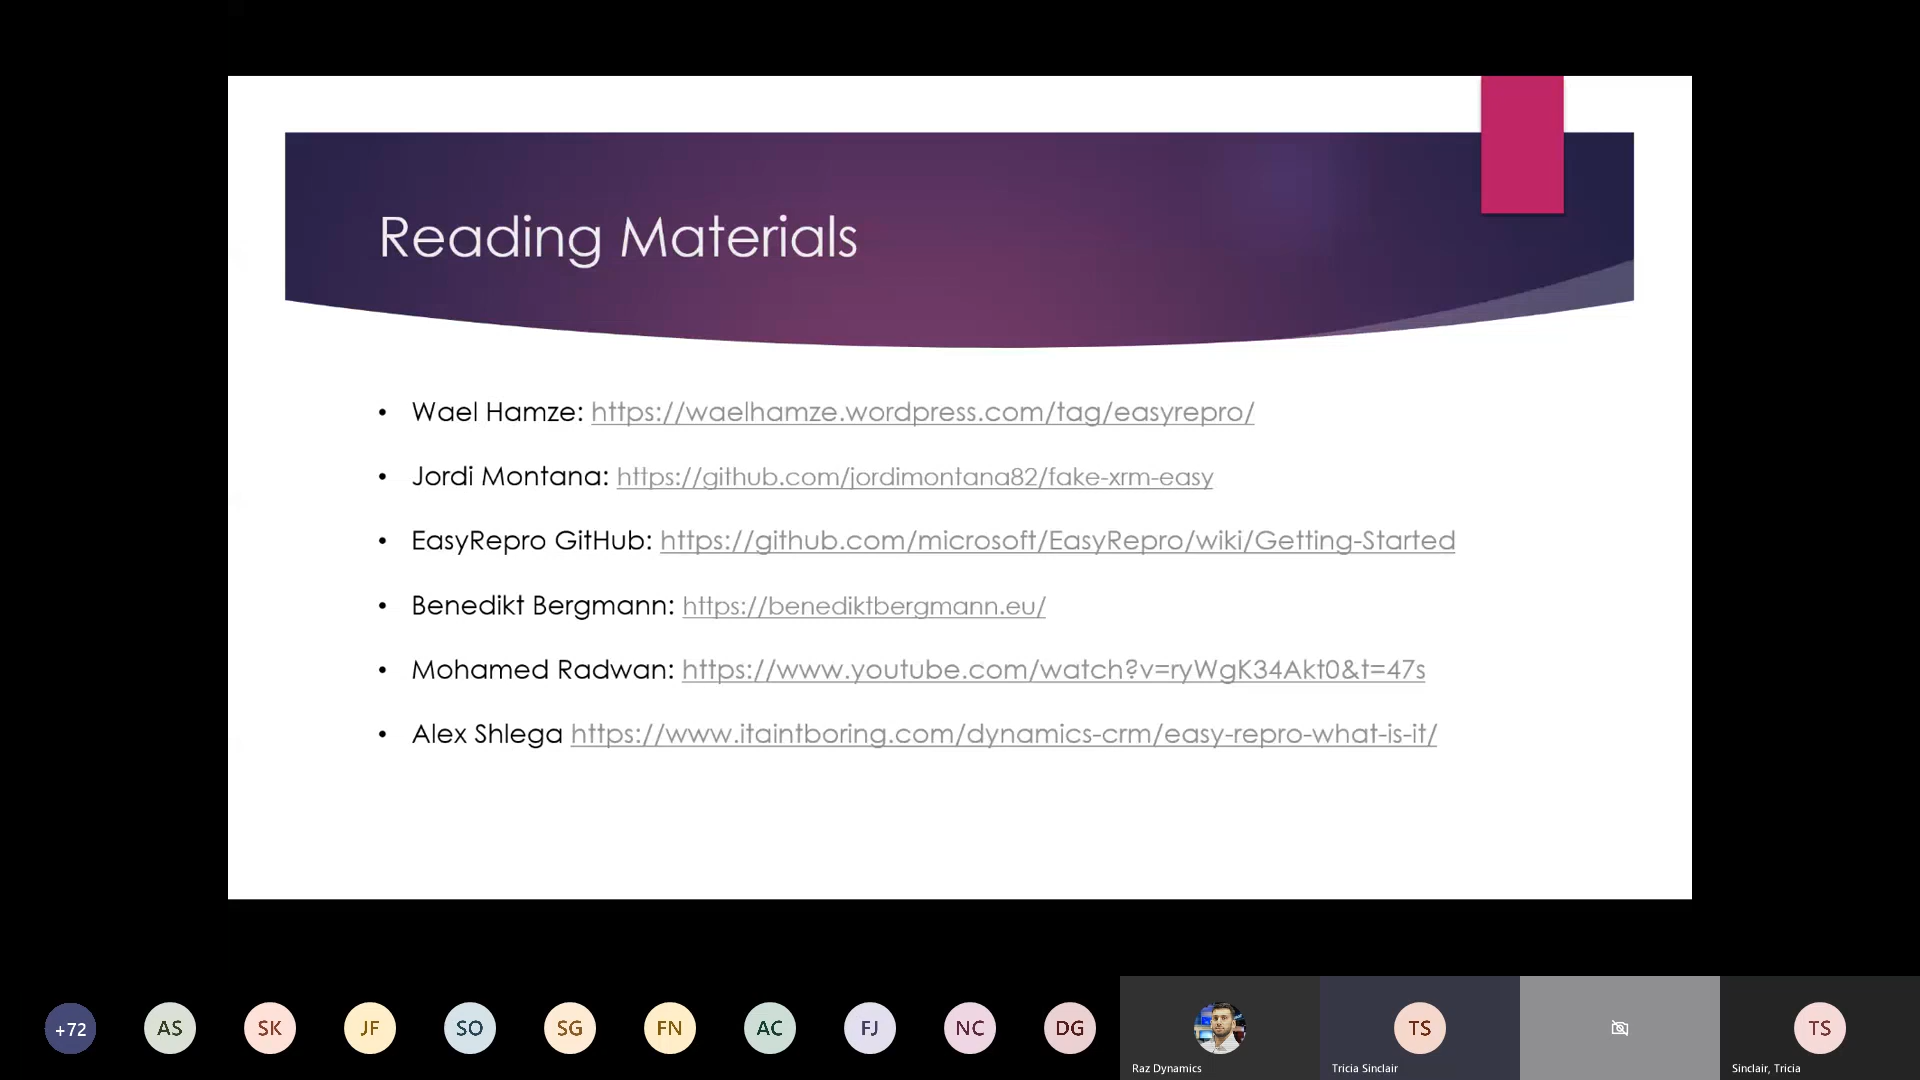 Reading Materials
• Wael Hamze: https://waelhamze.wordpress.com/tag/easyrepro/
• Jordi Montana: https://github.com/jordimontana82/fake-xrm-easy
• EasyRepro GitHub: https://github.com/microsoft/EasyRepro/wiki/Getting-Started
• Benedikt Bergmann: https://benediktbergmann.eu/
• Mohamed Radwan: https://www.youtube.com/watch?v=ryWgK34Akt0&t=47s
• Alex Shlega https://www.itaintboring.com/dynamics-crm/easy-repro-what-is-it/
+72 AS SK JF SO SG FN AC FJ NC DG TS TS
Raz Dynamics Tricia Sinclair Sinclair, Tricia